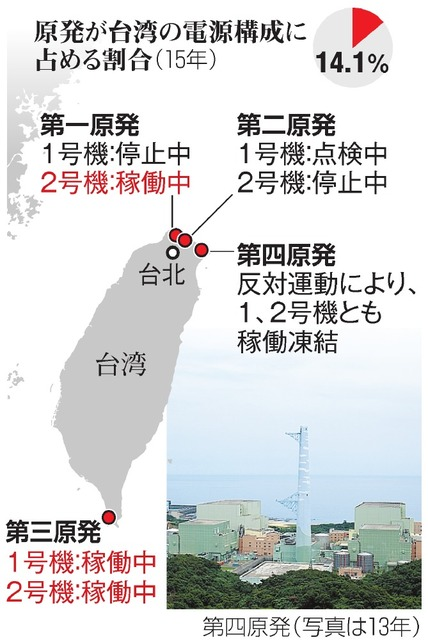 原発が台湾の電源構成に
占める割合(15年)
14.1%
第一原発
1号機:停止中
2号機:稼働中
第二原発
1号機:点検中
2号機:停止中
第四原発
反対運動により、
1、2号機とも
稼働凍結
台北
台湾
第三原発
1号機:稼働中
2号機:稼働中
第四原発(写真は13年)